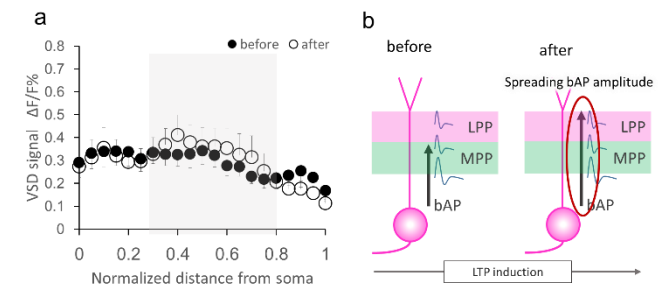 a
before
after
VSD signal ΔF/F%
0.8
0.7
0.6
0.5
0.4
0.3
0.2
0.1
0
0
0.2
0.4
0.6
0.8
1
Normalized distance from soma
b
before
after
Spreading bAP amplitude
LPP
MPP
bAP
LPP
MPP
bAP
LTP induction